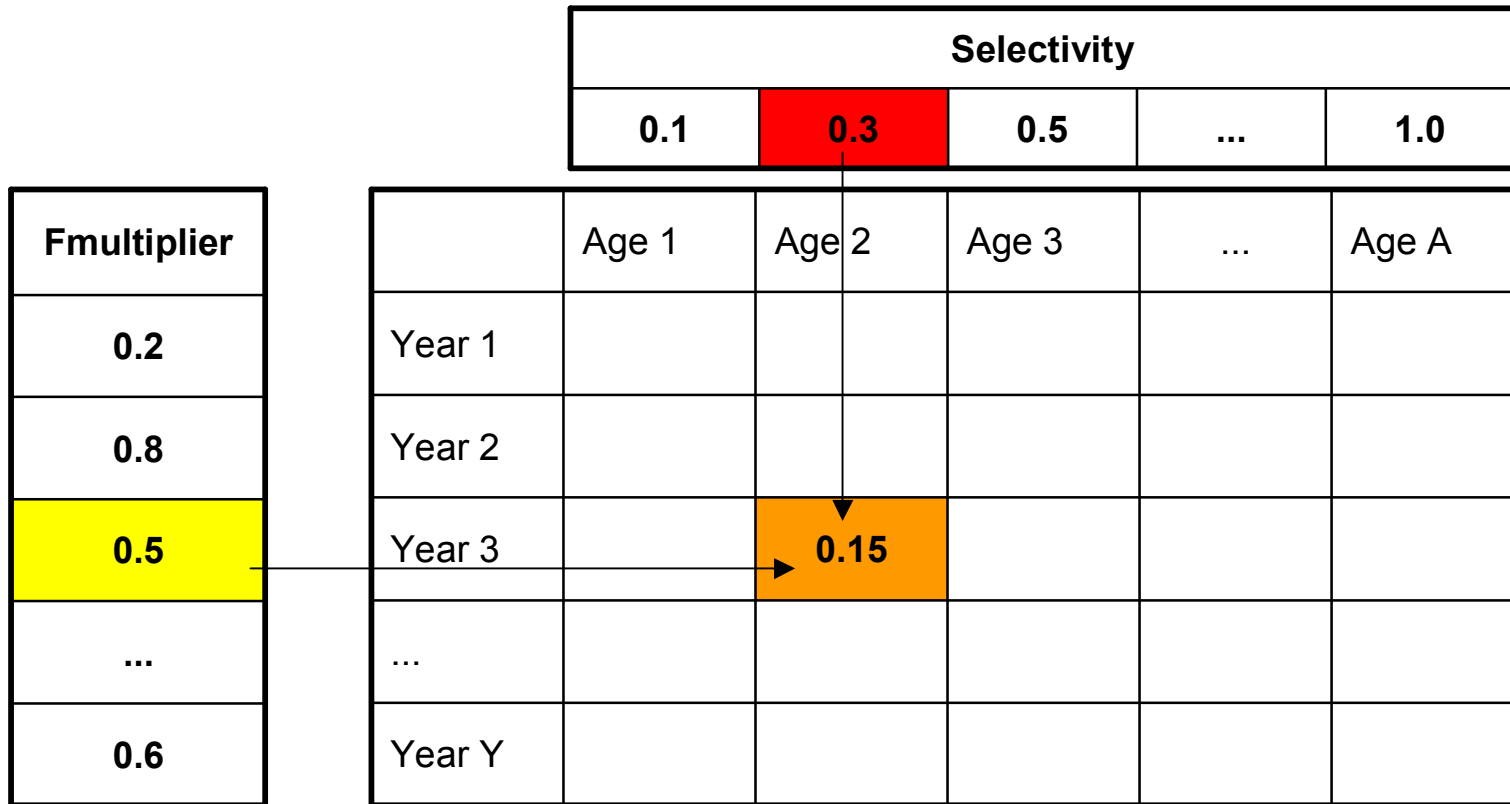 Selectivity
0.1 0.3 0.5 ... 1.0
Fmultiplier Age 1 Age 2 Age 3 ... Age A
0.2 Year 1
0.8 Year 2
0.5 Year 3 0.15
... ...
0.6 Year Y